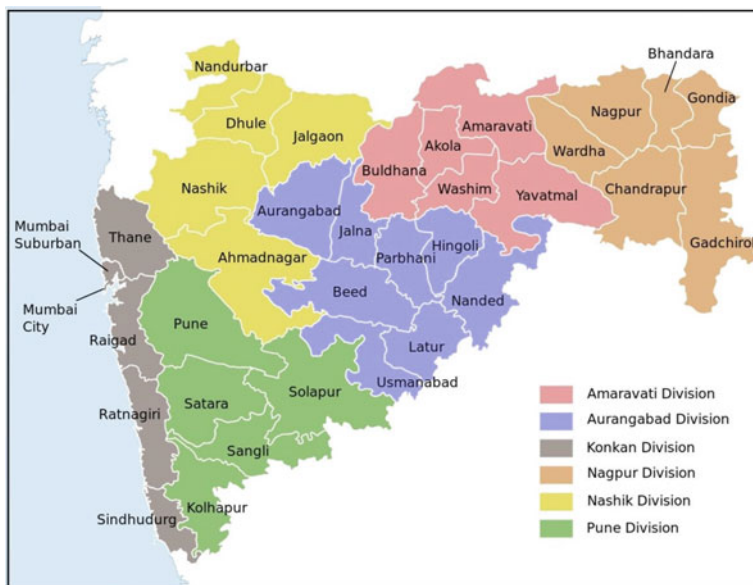 Bhandara
Nandurbar
Gondia
Nagpur
Dhule
Amaravati
Jalgaon
Akola
Wardha
Buldhana
Nashik
Washim
Yavatmal
Chandrapur
Aurangabad
Thane
Mumbai
Suburban
Jalna
Hingoli
Parbhani
Ahmadnagar
Gadchiroli
Beed
Nanded
Mumbai
City
Pune
Raigad
Latur
Usmanabad
Solapur
Satara
Ratnagiri
Sangli
Kolhapur
Sindhudurg
Amaravati Division
Aurangabad Division
Konkan Division
Nagpur Division
Nashik Division
Pune Division